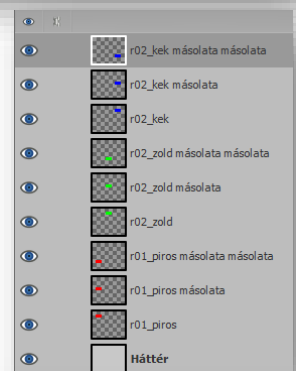 r02_kek másolata másolata
r02_kek másolata
r02_kek
r02_zold másolata másolata
r02_zold másolata
r02_zold
r01_piros másolata másolata
r01_piros másolata
r01_piros
Háttér